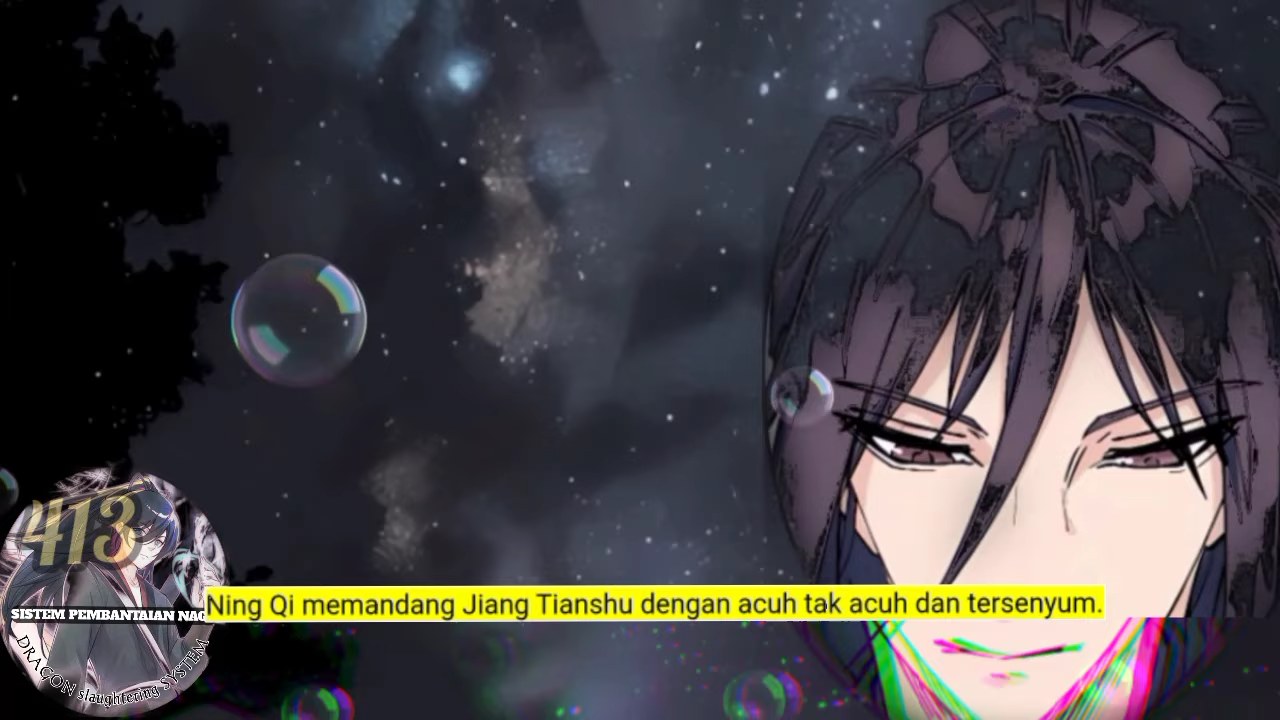 413
SISTEM PEMBANTAIAN NAG
DRAGON slaughtering SYSTEM
Ning Qi memandang Jiang Tianshu dengan acuh tak acuh dan tersenyum.